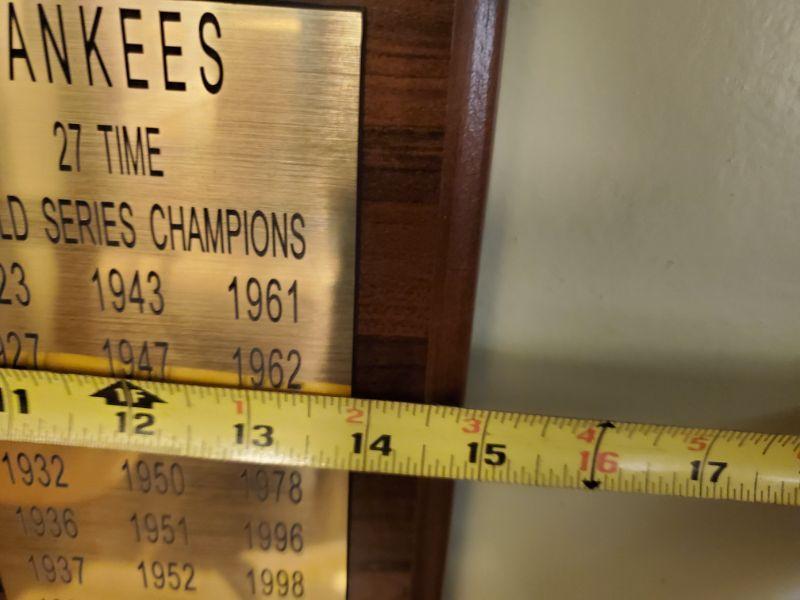 ANKEES
27 TIME
LD SERIES CHAMPIONS
23 1943 1961
927 1947 1962
1 2 3 4 5
11 12 13 14 15 16 17
1932 1950 1978
1936 1951 1996
1937 1952 1998